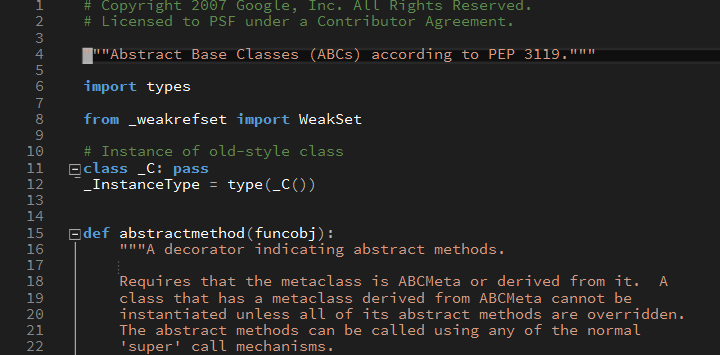 1 # Copyright 2007 Google, Inc. All Rights Reserved.
2 # Licensed to PSF under a Contributor Agreement.
3
4 """Abstract Base Classes (ABCs) according to PEP 3119."""
5
6 import types
7
8 from _weakrefset import WeakSet
9
10 # Instance of old-style class
11 class _C: pass
12 _InstanceType = type(_C())
13
14
15 def abstractmethod(funcobj):
16     """A decorator indicating abstract methods.
17
18     Requires that the metaclass is ABCMeta or derived from it.  A
19     class that has a metaclass derived from ABCMeta cannot be
20     instantiated unless all of its abstract methods are overridden.
21     The abstract methods can be called using any of the normal
22     'super' call mechanisms.